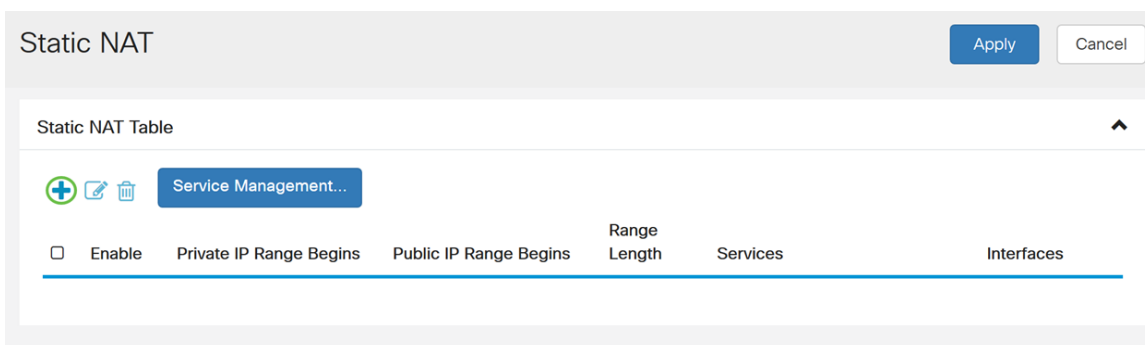 Static NAT
Apply
Cancel
Static NAT Table
Service Management...
Enable
Private IP Range Begins
Public IP Range Begins
Range
Length
Services
Interfaces